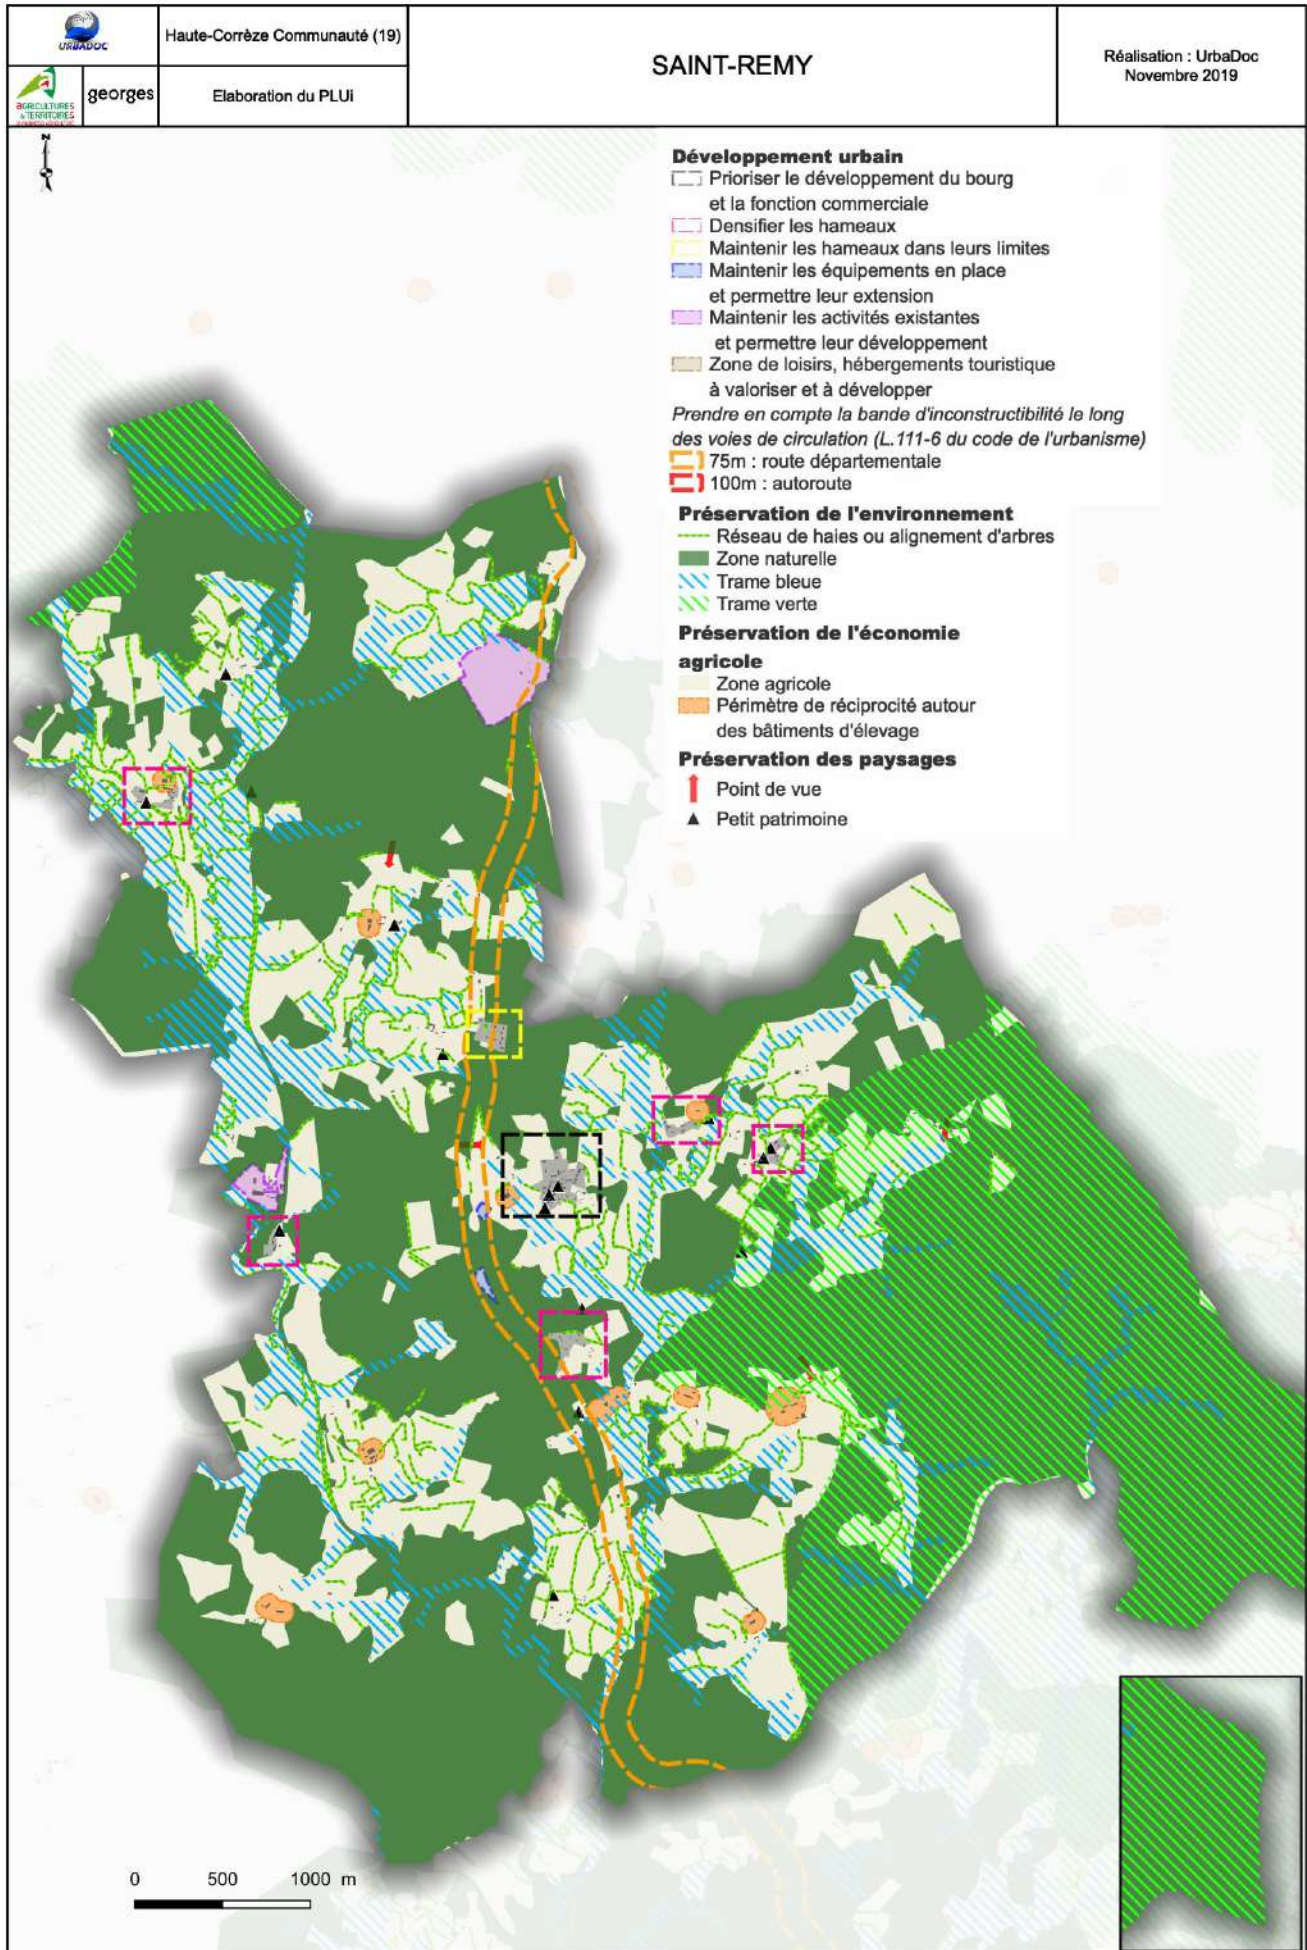 URBADOC
Haute-Corrèze Communauté (19)
SAINT-REMY
Réalisation : UrbaDoc
Novembre 2019
AGRICULTURES
& TERRITOIRES
georges
Elaboration du PLUi
N
Développement urbain
Prioriser le développement du bourg
et la fonction commerciale
Densifier les hameaux
Maintenir les hameaux dans leurs limites
Maintenir les équipements en place
et permettre leur extension
Maintenir les activités existantes
et permettre leur développement
Zone de loisirs, hébergements touristique
à valoriser et à développer
Prendre en compte la bande d'inconstructibilité le long
des voies de circulation (L.111-6 du code de l'urbanisme)
75m : route départementale
100m : autoroute
Préservation de l'environnement
Réseau de haies ou alignement d'arbres
Zone naturelle
Trame bleue
Trame verte
Préservation de l'économie
agricole
Zone agricole
Périmètre de réciprocité autour
des bâtiments d'élevage
Préservation des paysages
Point de vue
Petit patrimoine
0 500 1000 m